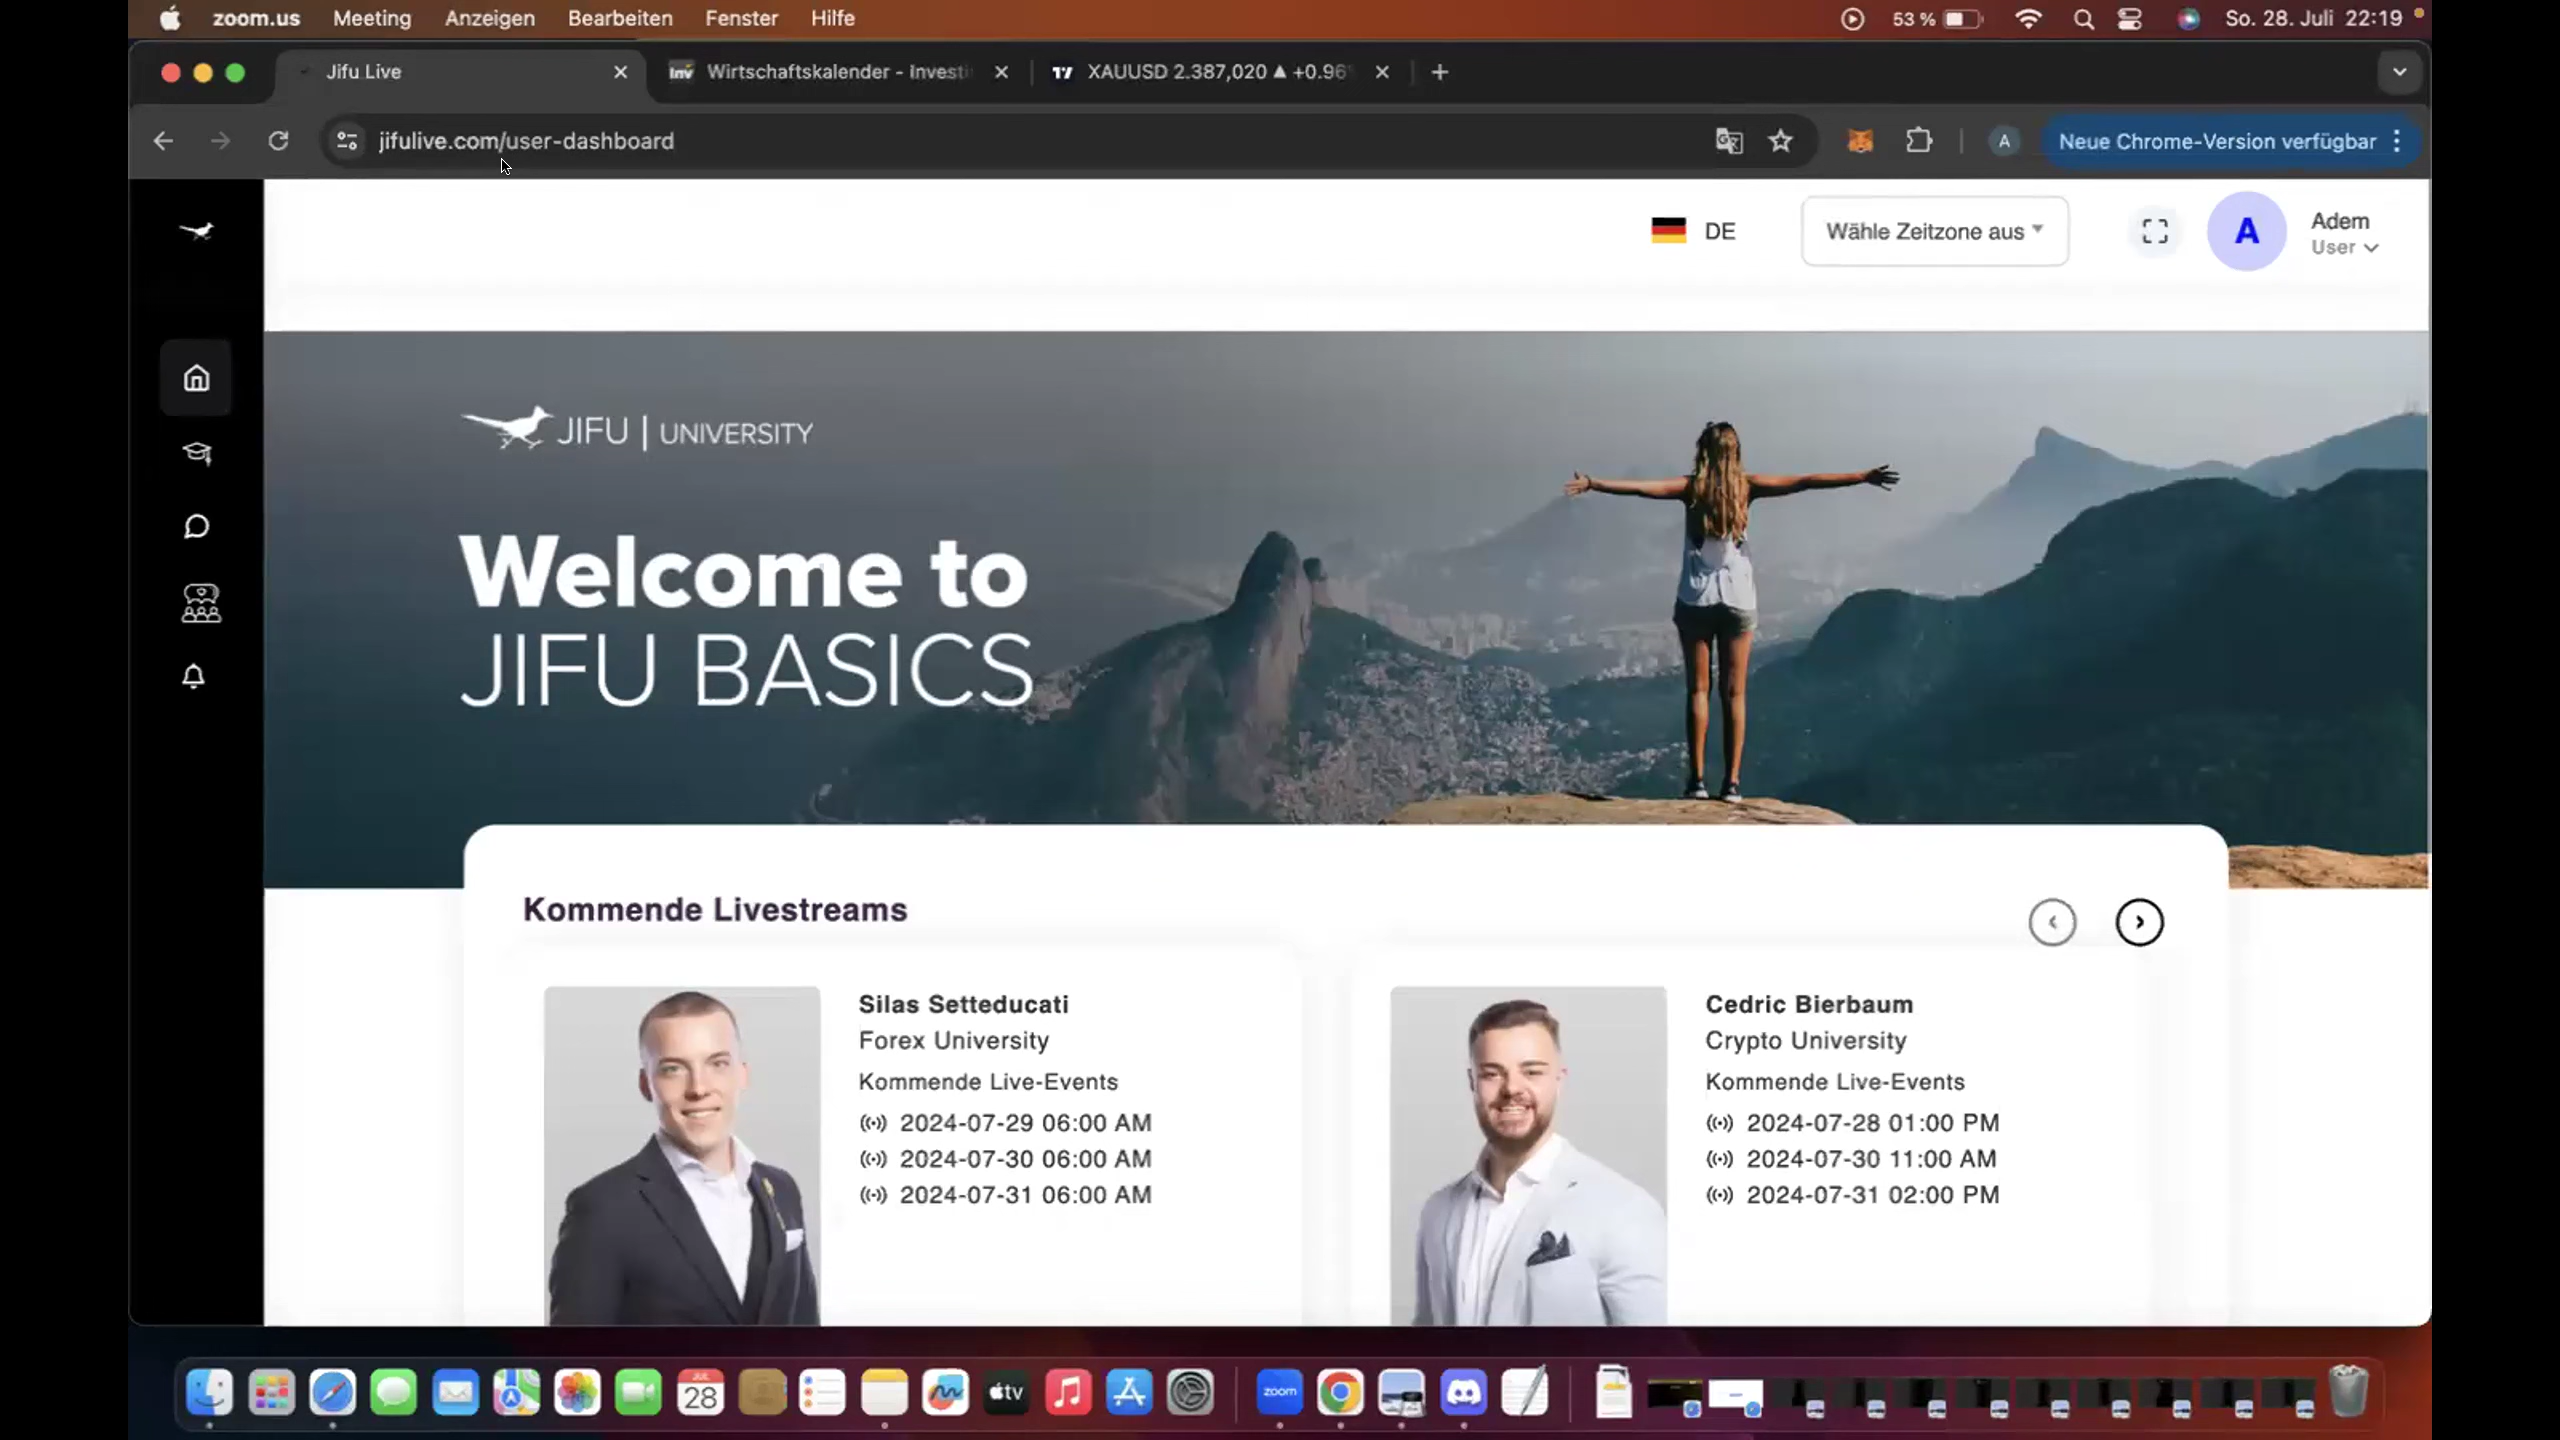 zoom.us Meeting Anzeigen Bearbeiten Fenster Hilfe 53 % So. 28. Juli 22:19
Jifu Live Wirtschaftskalender - Investi XAUUSD 2.387,020 ▲ +0.96
jifulive.com/user-dashboard A Neue Chrome-Version verfügbar
DE Wähle Zeitzone aus A Adem
User
JIFU | UNIVERSITY
Welcome to
JIFU BASICS
Kommende Livestreams
Silas Setteducati
Forex University
Kommende Live-Events
2024-07-29 06:00 AM
2024-07-30 06:00 AM
2024-07-31 06:00 AM
Cedric Bierbaum
Crypto University
Kommende Live-Events
2024-07-28 01:00 PM
2024-07-30 11:00 AM
2024-07-31 02:00 PM
JUL
28
tv
zoom